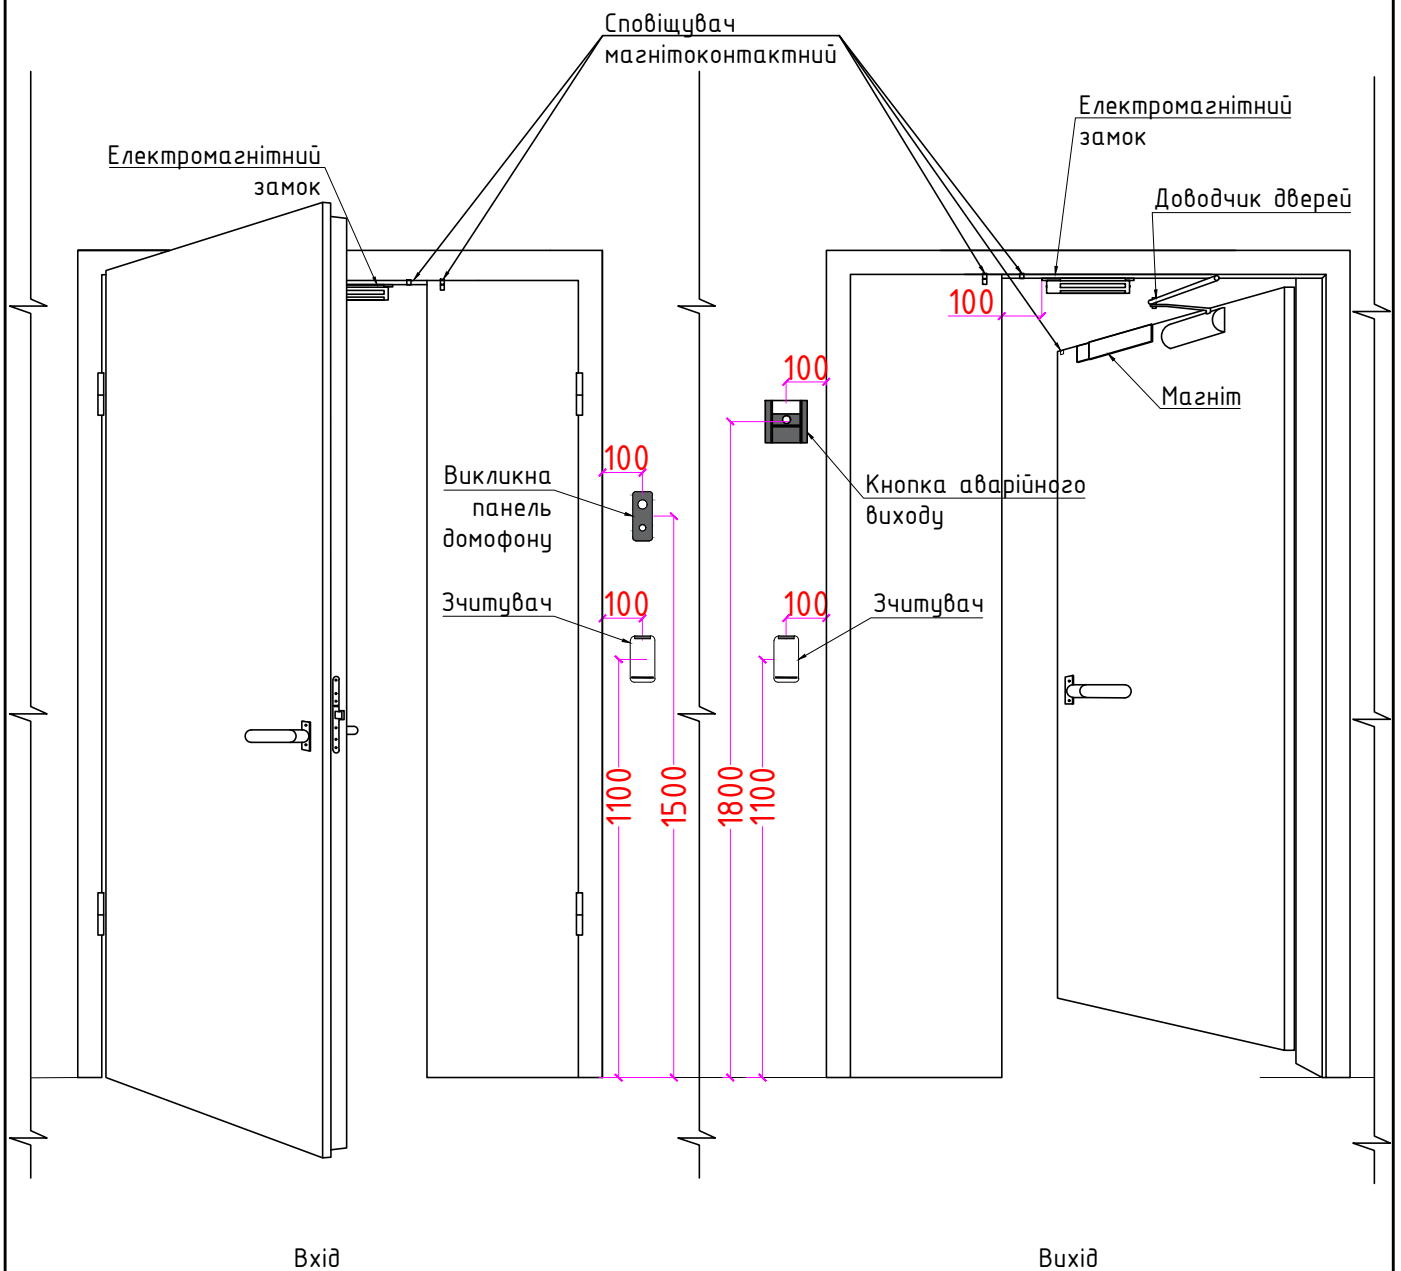 Сповіщувач
магнітоконтактний
Електромагнітний
замок
Електромагнітний
замок
Доводчик дверей
100
Магніт
100
100
Викликна
панель
домофону
Кнопка аварійного
виходу
Зчитувач
100
100
Зчитувач
1100
1500
1800
1100
Вхід
Вихід